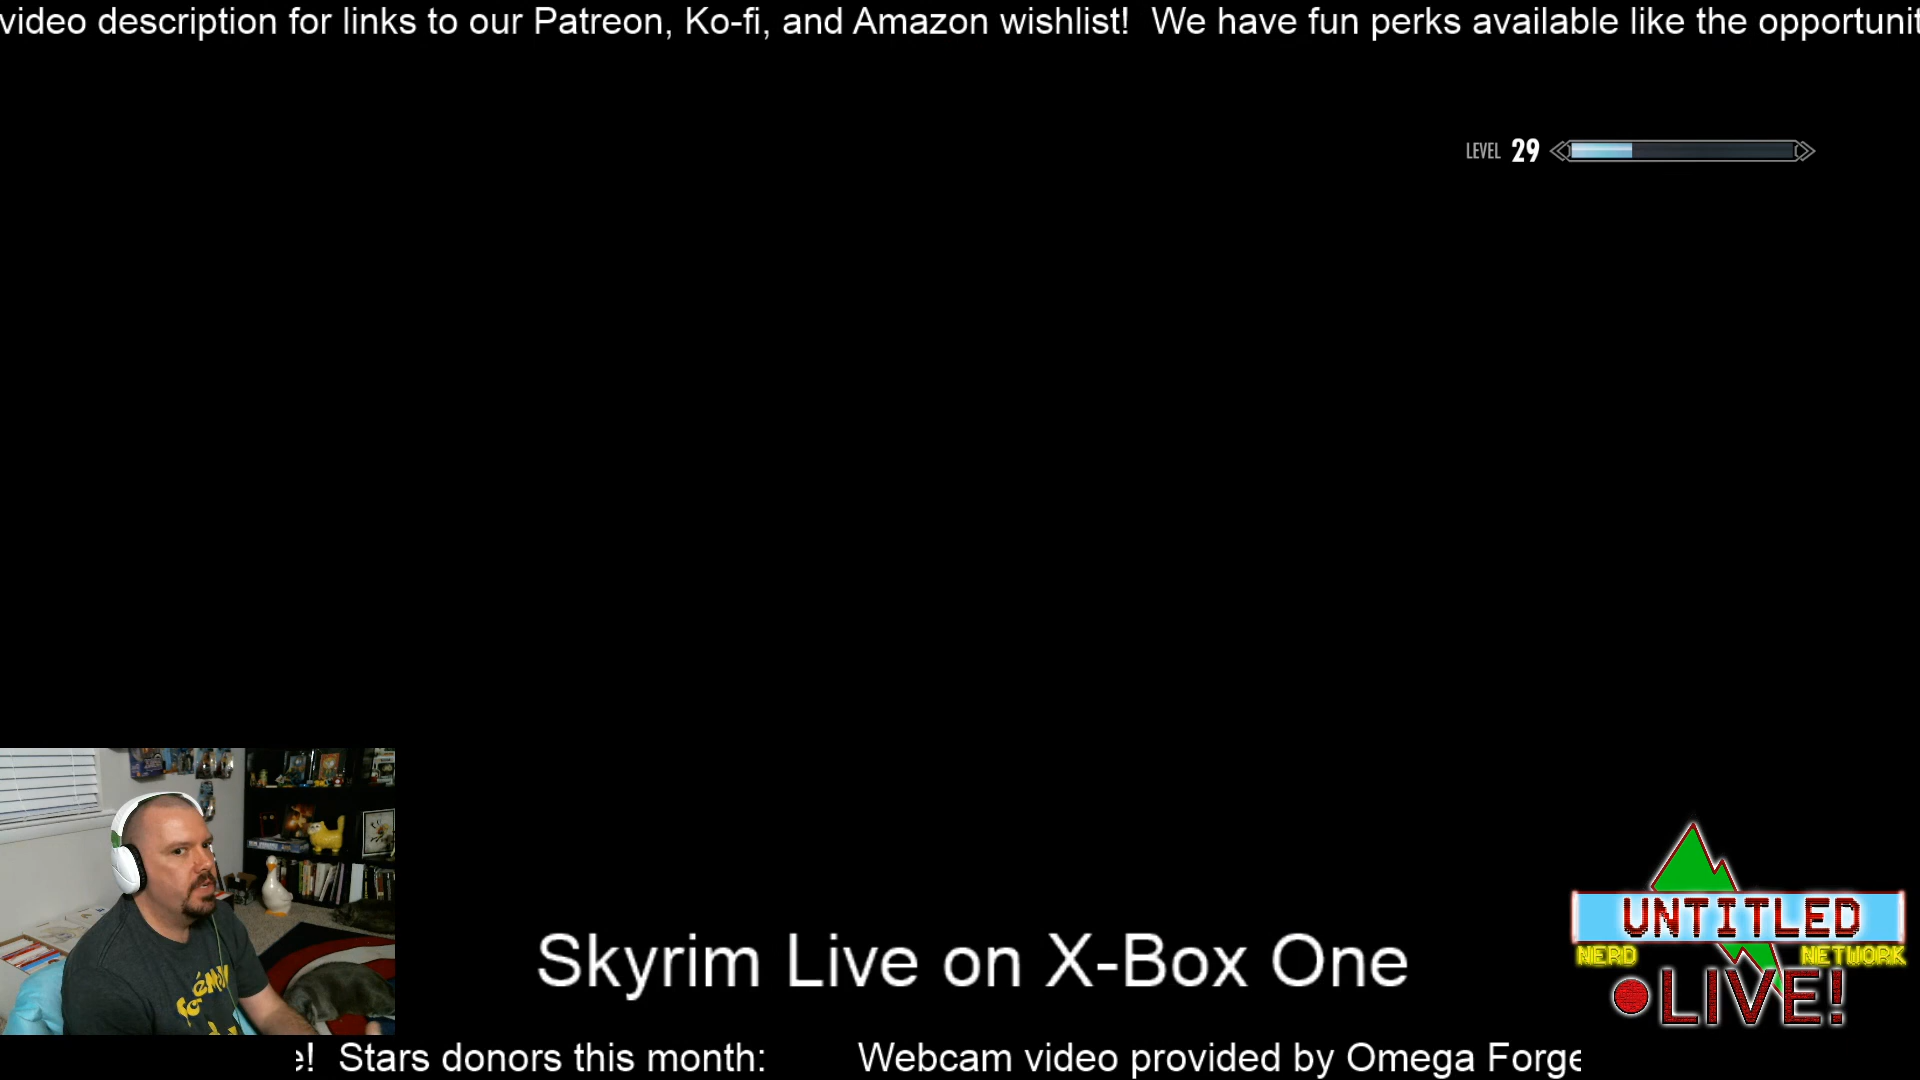 video description for links to our Patreon, Ko-fi, and Amazon wishlist!  We have fun perks available like the opportunit
LEVEL 29
Skyrim Live on X-Box One
UNTITLED
NERD NETWORK
LIVE!
e!  Stars donors this month:
Webcam video provided by Omega Forge